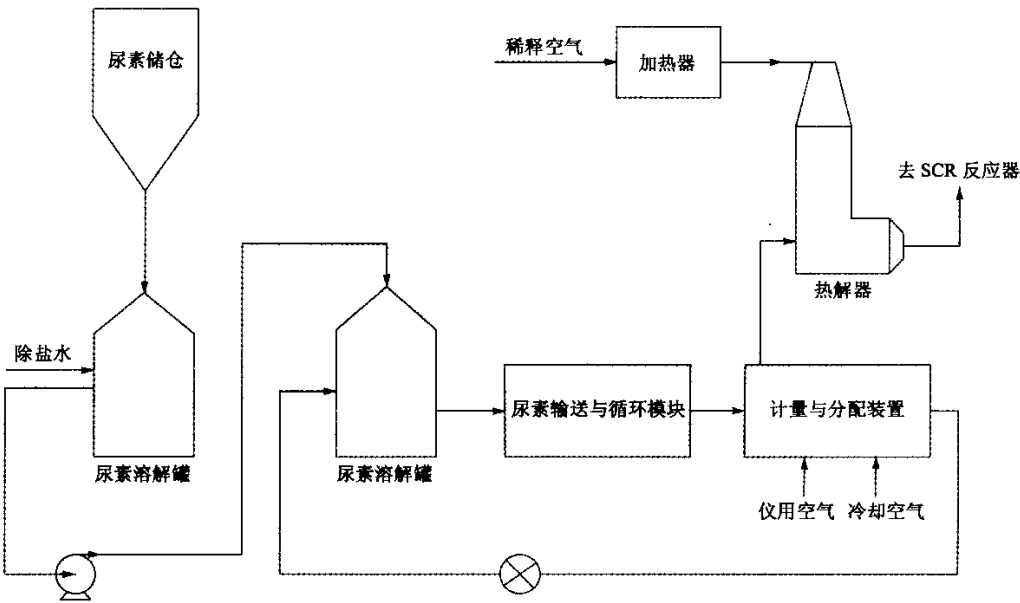 尿素储仓
稀释空气
加热器
去 SCR 反应器
热解器
除盐水
尿素输送与循环模块
计量与分配装置
尿素溶解罐
尿素溶解罐
仪用空气
冷却空气